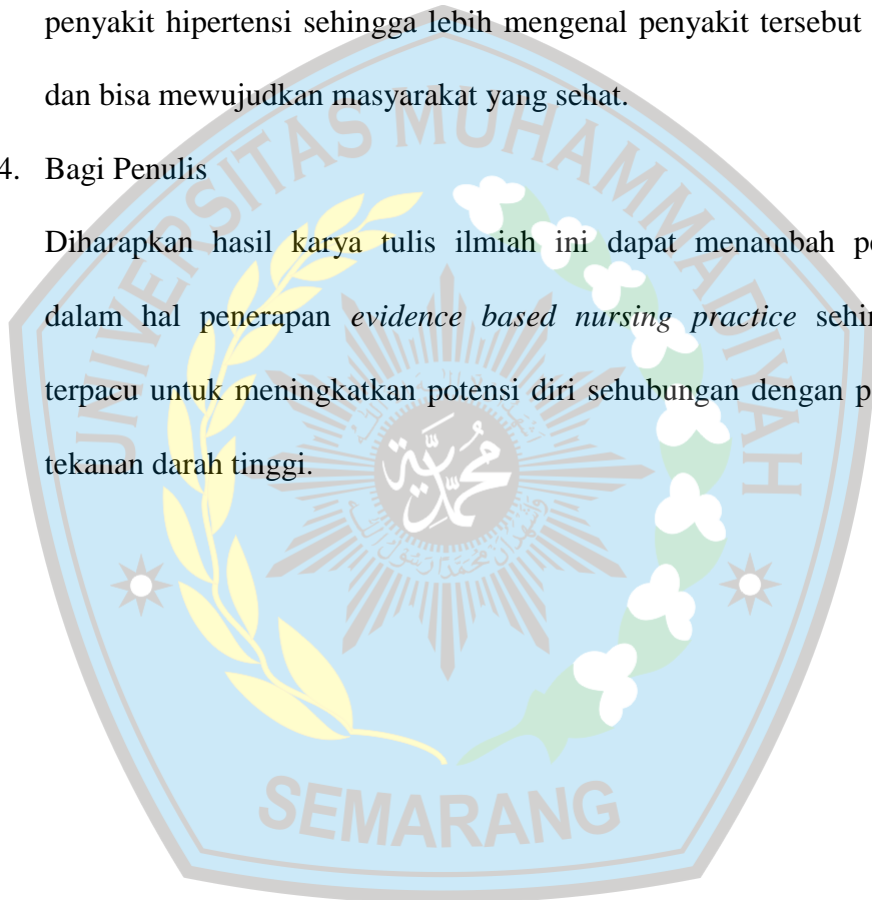 penyakit hipertensi sehingga lebih mengenal penyakit tersebut
dan bisa mewujudkan masyarakat yang sehat.
4. Bagi Penulis
Diharapkan hasil karya tulis ilmiah ini dapat menambah
dalam hal penerapan evidence based nursing practice
terpacu untuk meningkatkan potensi diri sehubungan dengan
tekanan darah tinggi.
UNIVERSITAS MUHAMMADIYAH
محمدية
SEMARANG